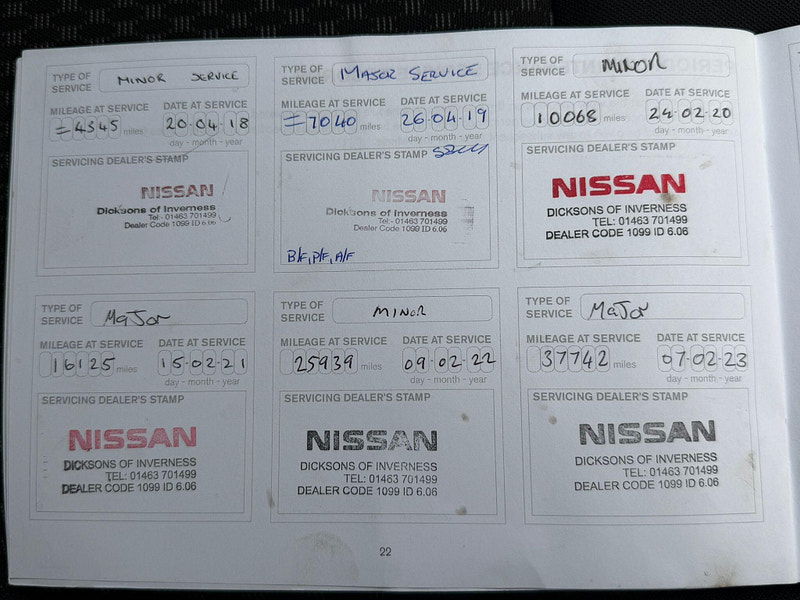 TYPE OF
SERVICE
MINOR SERVICE
MILEAGE AT SERVICE
DATE AT SERVICE
=4345 miles
20·04·18
day - month - year
SERVICING DEALER'S STAMP
NISSAN
Dicksons of Inverness
Tel:- 01463 701499
Dealer Code 1099 ID 6.06
TYPE OF
SERVICE
MAJOR SERVICE
MILEAGE AT SERVICE
DATE AT SERVICE
=7040 miles
26·04·19
day - month - year
SERVICING DEALER'S STAMP
NISSAN
Dicksons of Inverness
Tel:- 01463 701499
Dealer Code 1099 ID 6.06
B/F, P/F, A/F
TYPE OF
SERVICE
MINOR
MILEAGE AT SERVICE
DATE AT SERVICE
10068 miles
24·02·20
day - month - year
SERVICING DEALER'S STAMP
NISSAN
DICKSONS OF INVERNESS
TEL: 01463 701499
DEALER CODE 1099 ID 6.06
TYPE OF
SERVICE
Major
MILEAGE AT SERVICE
DATE AT SERVICE
16125 miles
15·02·21
day - month - year
SERVICING DEALER'S STAMP
NISSAN
DICKSONS OF INVERNESS
TEL: 01463 701499
DEALER CODE 1099 ID 6.06
TYPE OF
SERVICE
MINOR
MILEAGE AT SERVICE
DATE AT SERVICE
25939 miles
09·02·22
day - month - year
SERVICING DEALER'S STAMP
NISSAN
DICKSONS OF INVERNESS
TEL: 01463 701499
DEALER CODE 1099 ID 6.06
TYPE OF
SERVICE
Major
MILEAGE AT SERVICE
DATE AT SERVICE
37742 miles
07·02·23
day - month - year
SERVICING DEALER'S STAMP
NISSAN
DICKSONS OF INVERNESS
TEL: 01463 701499
DEALER CODE 1099 ID 6.06
22